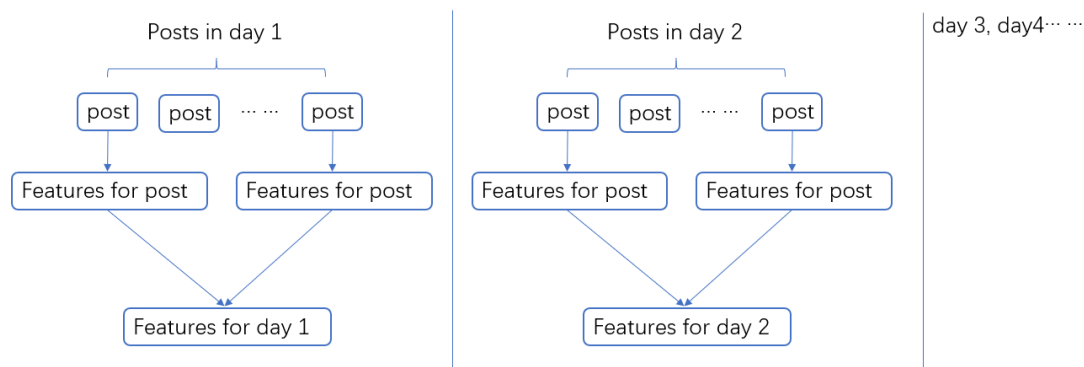 Posts in day 1
post
post
... ...
post
Features for post
Features for post
Features for day 1
Posts in day 2
post
post
... ...
post
Features for post
Features for post
Features for day 2
day 3, day4... ...